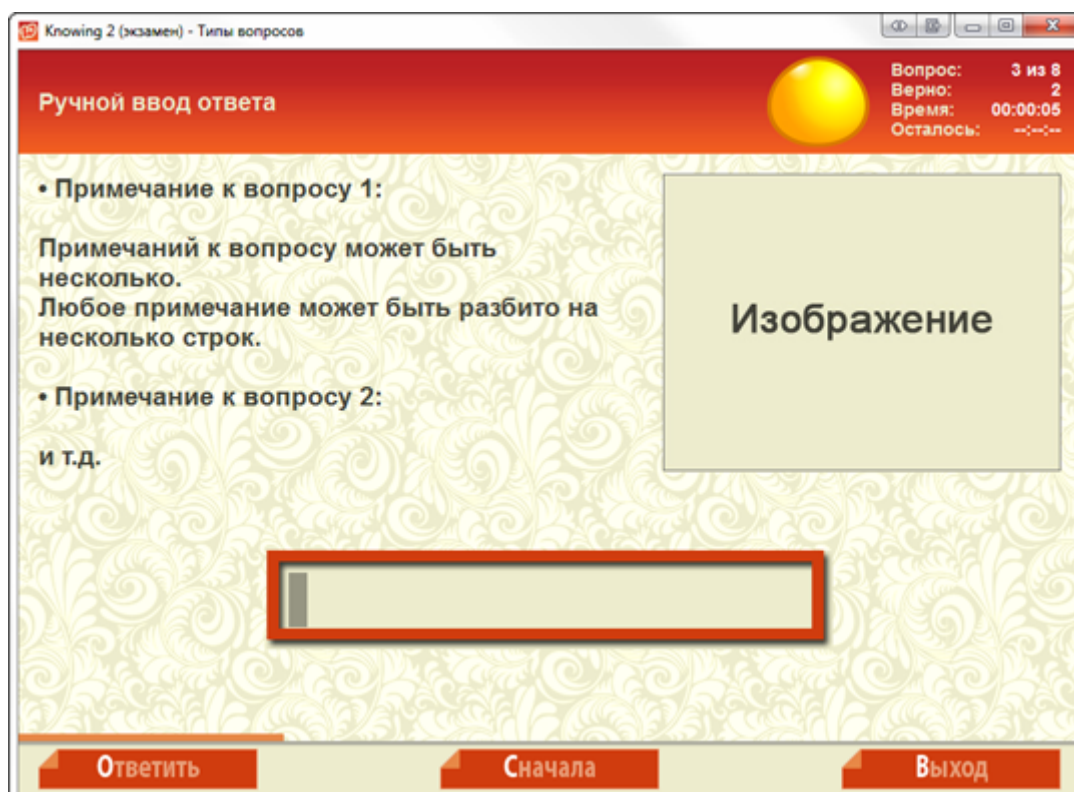 Knowing 2 (экзамен) - Типы вопросов
Ручной ввод ответа
Вопрос: 3 из 8
Верно: 2
Время: 00:00:05
Осталось: --:--:--
• Примечание к вопросу 1:
Примечаний к вопросу может быть
несколько.
Любое примечание может быть разбито на
несколько строк.
• Примечание к вопросу 2:
и т.д.
Изображение
Ответить
Сначала
Выход